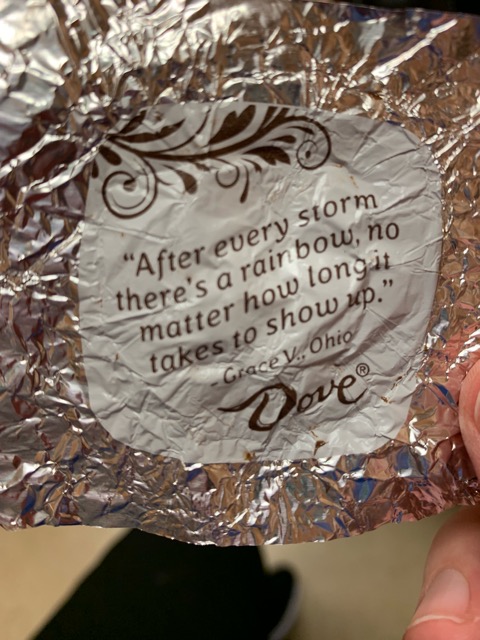 “After every storm
there's a rainbow, no
matter how long it
takes to show up.”
- Grace V., Ohio
Dove®